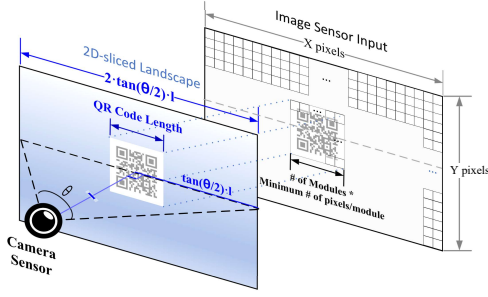 Image Sensor Input
X pixels
2D-sliced Landscape
2·tan(θ/2)·l
QR Code Length
...
...
...
...
tan(θ/2)·l
# of Modules *
Minimum # of pixels/module
Y pixels
θ
l
Camera
Sensor